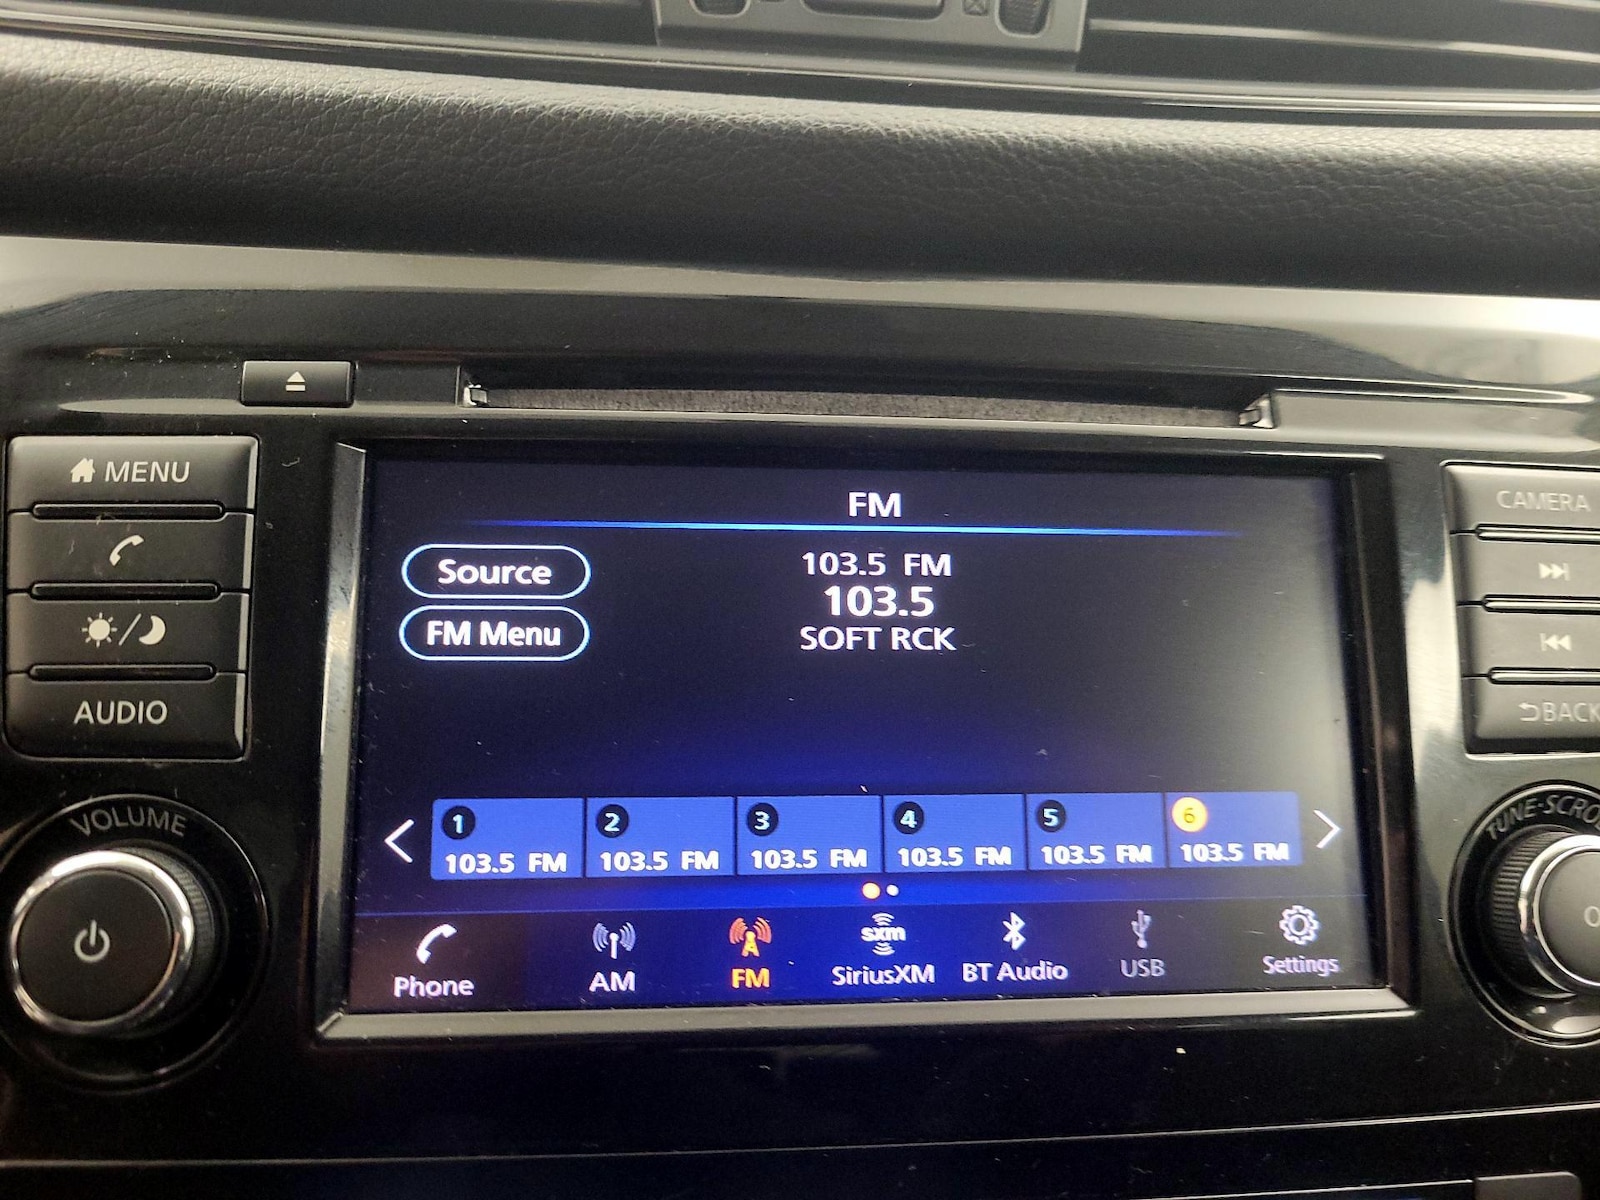 MENU
AUDIO
VOLUME
FM
Source
FM Menu
103.5 FM
103.5
SOFT RCK
1 2 3 4 5 6
103.5 FM 103.5 FM 103.5 FM 103.5 FM 103.5 FM 103.5 FM
Phone AM FM SiriusXM BT Audio USB Settings
sxm
CAMERA
BACK
TUNE-SCRO